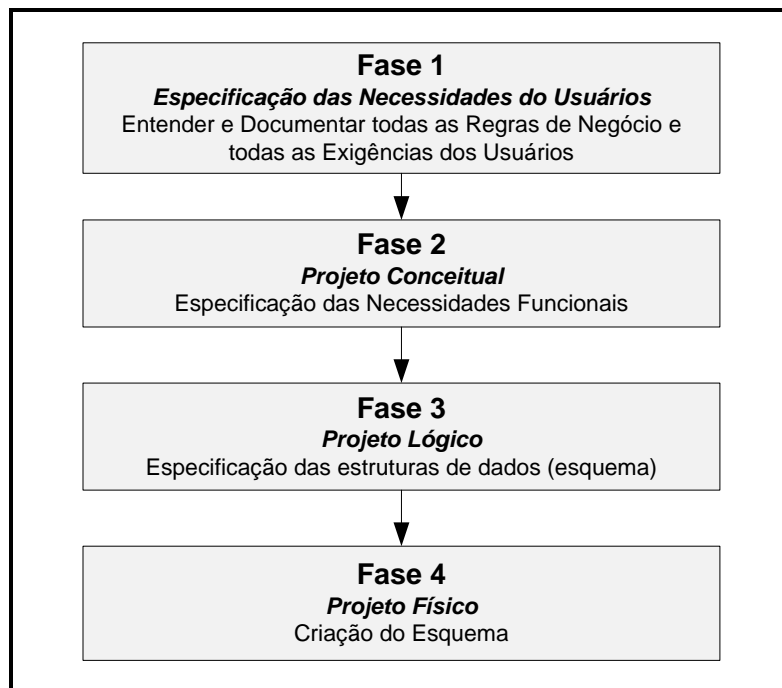 Fase 1
Especificação das Necessidades do Usuários
Entender e Documentar todas as Regras de Negócio e
todas as Exigências dos Usuários
Fase 2
Projeto Conceitual
Especificação das Necessidades Funcionais
Fase 3
Projeto Lógico
Especificação das estruturas de dados (esquema)
Fase 4
Projeto Físico
Criação do Esquema